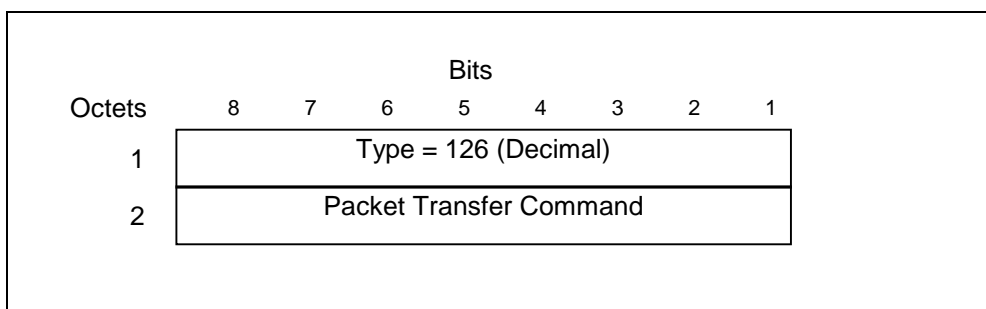 Bits
Octets 8 7 6 5 4 3 2 1
1 Type = 126 (Decimal)
2 Packet Transfer Command